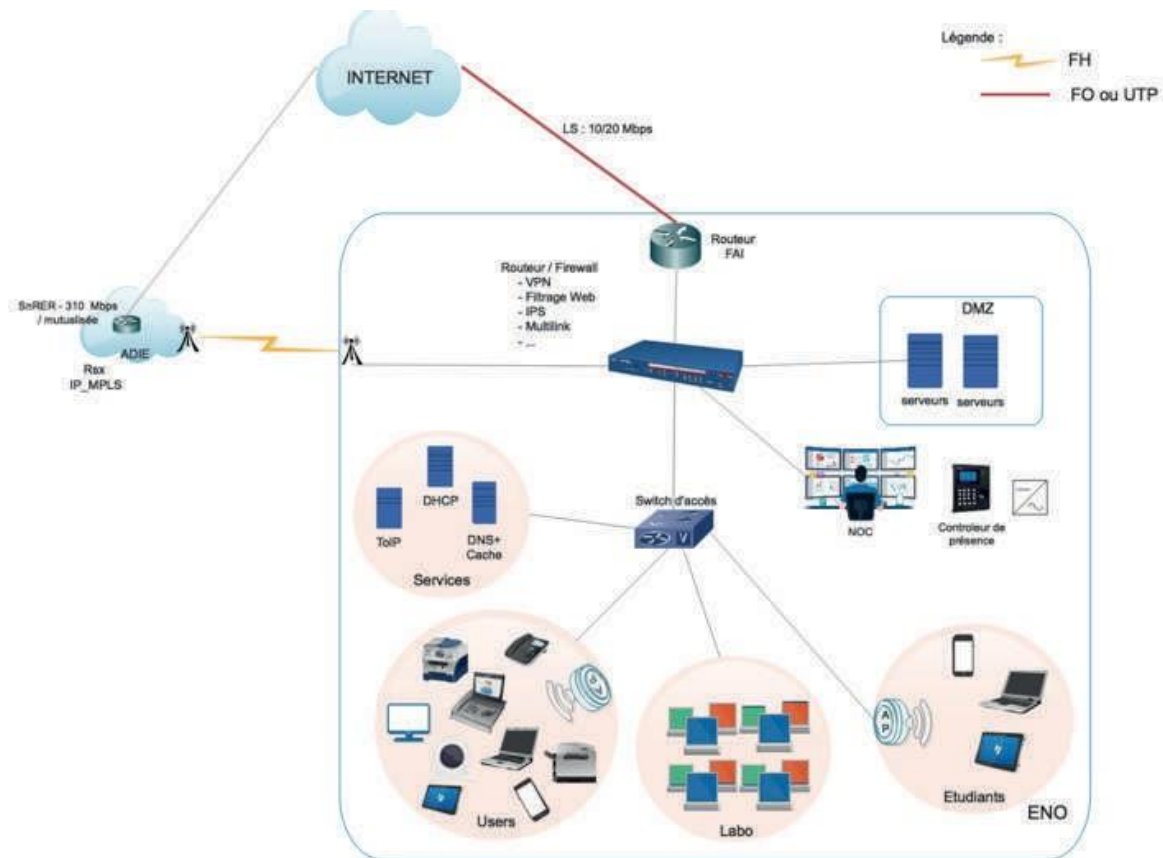 Légende :
INTERNET
FH
FO ou UTP
LS : 10/20 Mbps
Routeur
FAI
Routeur / Firewall
- VPN
- Filtrage Web
- IPS
- Multilink
- ...
DMZ
SnRER - 310 Mbps
/ mutualisée
ADIE
Rsx
IP_MPLS
serveurs
serveurs
DHCP
Switch d'accès
V
NOC
Controleur de
présence
ToIP
DNS+
Cache
Services
AP
Users
Labo
Etudiants
ENO